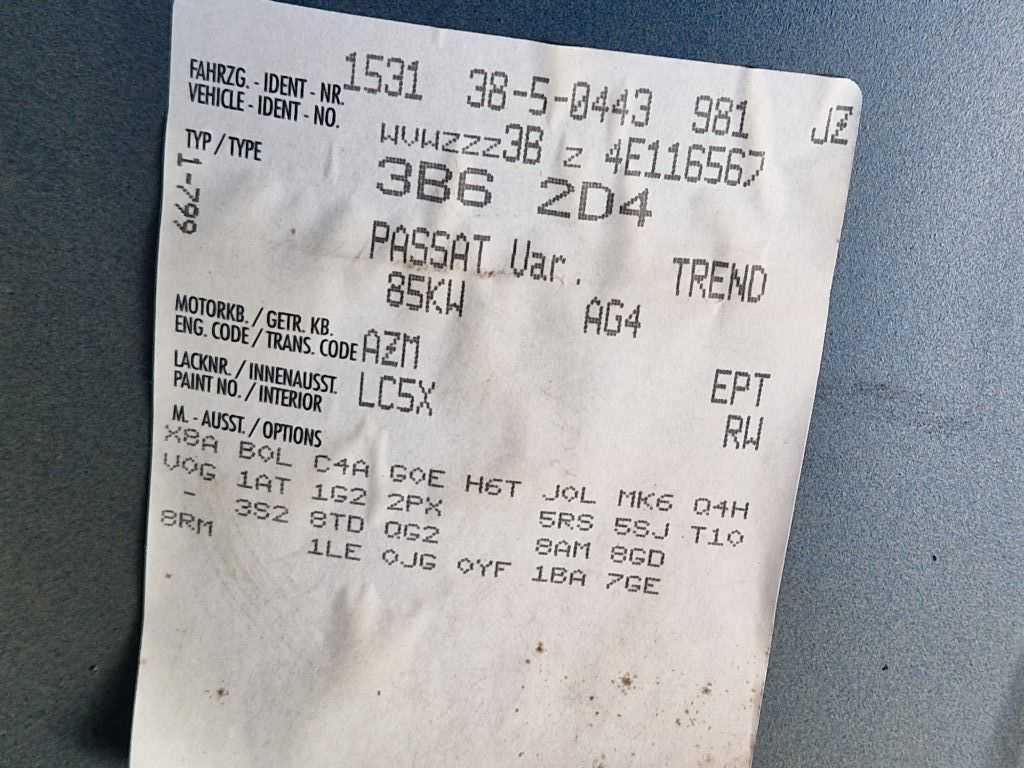 FAHRZG. - IDENT - NR. 1531 38-5-0443 981 JZ
VEHICLE - IDENT - NO. WVWZZZ3B Z 4E116567
TYP / TYPE 3B6 2D4
1-799
PASSAT Var. TREND
85KW AG4
MOTORKB. / GETR. KB.
ENG. CODE / TRANS. CODE AZM
LACKNR. / INNENAUSST. EPT
PAINT NO. / INTERIOR LC5X RW
M. - AUSST. / OPTIONS
X8A B0L C4A G0E H6T J0L MK6 Q4H
V0G 1AT 1G2 2PX 5RS 5SJ T10
- 3S2 8TD QG2 8AM 8GD
8RM 1LE 0JG 0YF 1BA 7GE